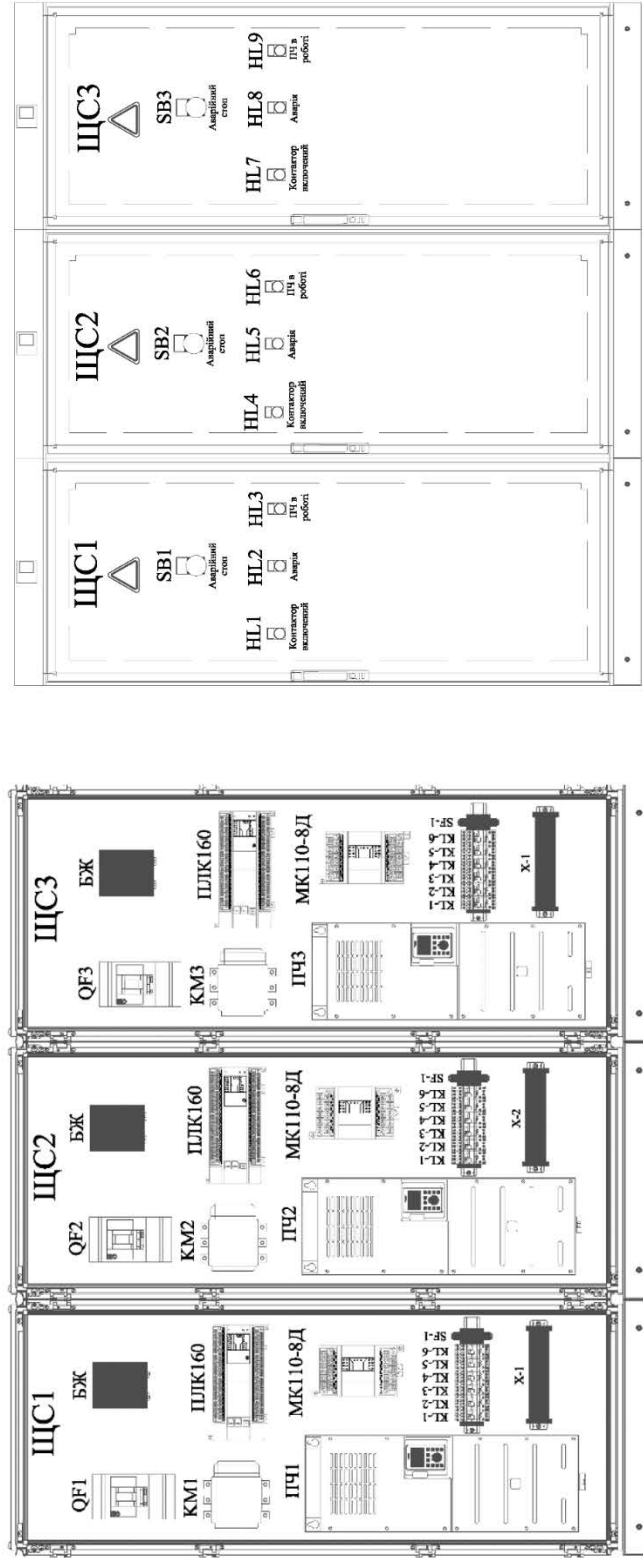 ЩС1
QF1
БЖ
КМ1
ПЛК160
ПЧ1
МК110-8Д
KL-1
KL-2
KL-3
KL-4
KL-5
KL-6
SF-1
X-1
ЩС2
QF2
БЖ
КМ2
ПЛК160
ПЧ2
МК110-8Д
KL-1
KL-2
KL-3
KL-4
KL-5
KL-6
SF-1
X-2
ЩС3
QF3
БЖ
КМ3
ПЛК160
ПЧ3
МК110-8Д
KL-1
KL-2
KL-3
KL-4
KL-5
KL-6
SF-1
X-1
ЩС1
SB1
Аварійний
стоп
HL1
Контактор
включений
HL2
Аварія
HL3
ПЧ в
роботі
ЩС2
SB2
Аварійний
стоп
HL4
Контактор
включений
HL5
Аварія
HL6
ПЧ в
роботі
ЩС3
SB3
Аварійний
стоп
HL7
Контактор
включений
HL8
Аварія
HL9
ПЧ в
роботі